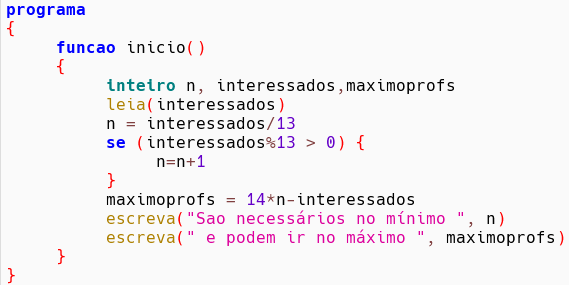 programa
{
funcao inicio()
{
inteiro n, interessados,maximoprofs
leia(interessados)
n = interessados/13
se (interessados%13 > 0) {
n=n+1
}
maximoprofs = 14*n-interessados
escreva("Sao necessários no mínimo ", n)
escreva(" e podem ir no máximo ", maximoprofs)
}
}